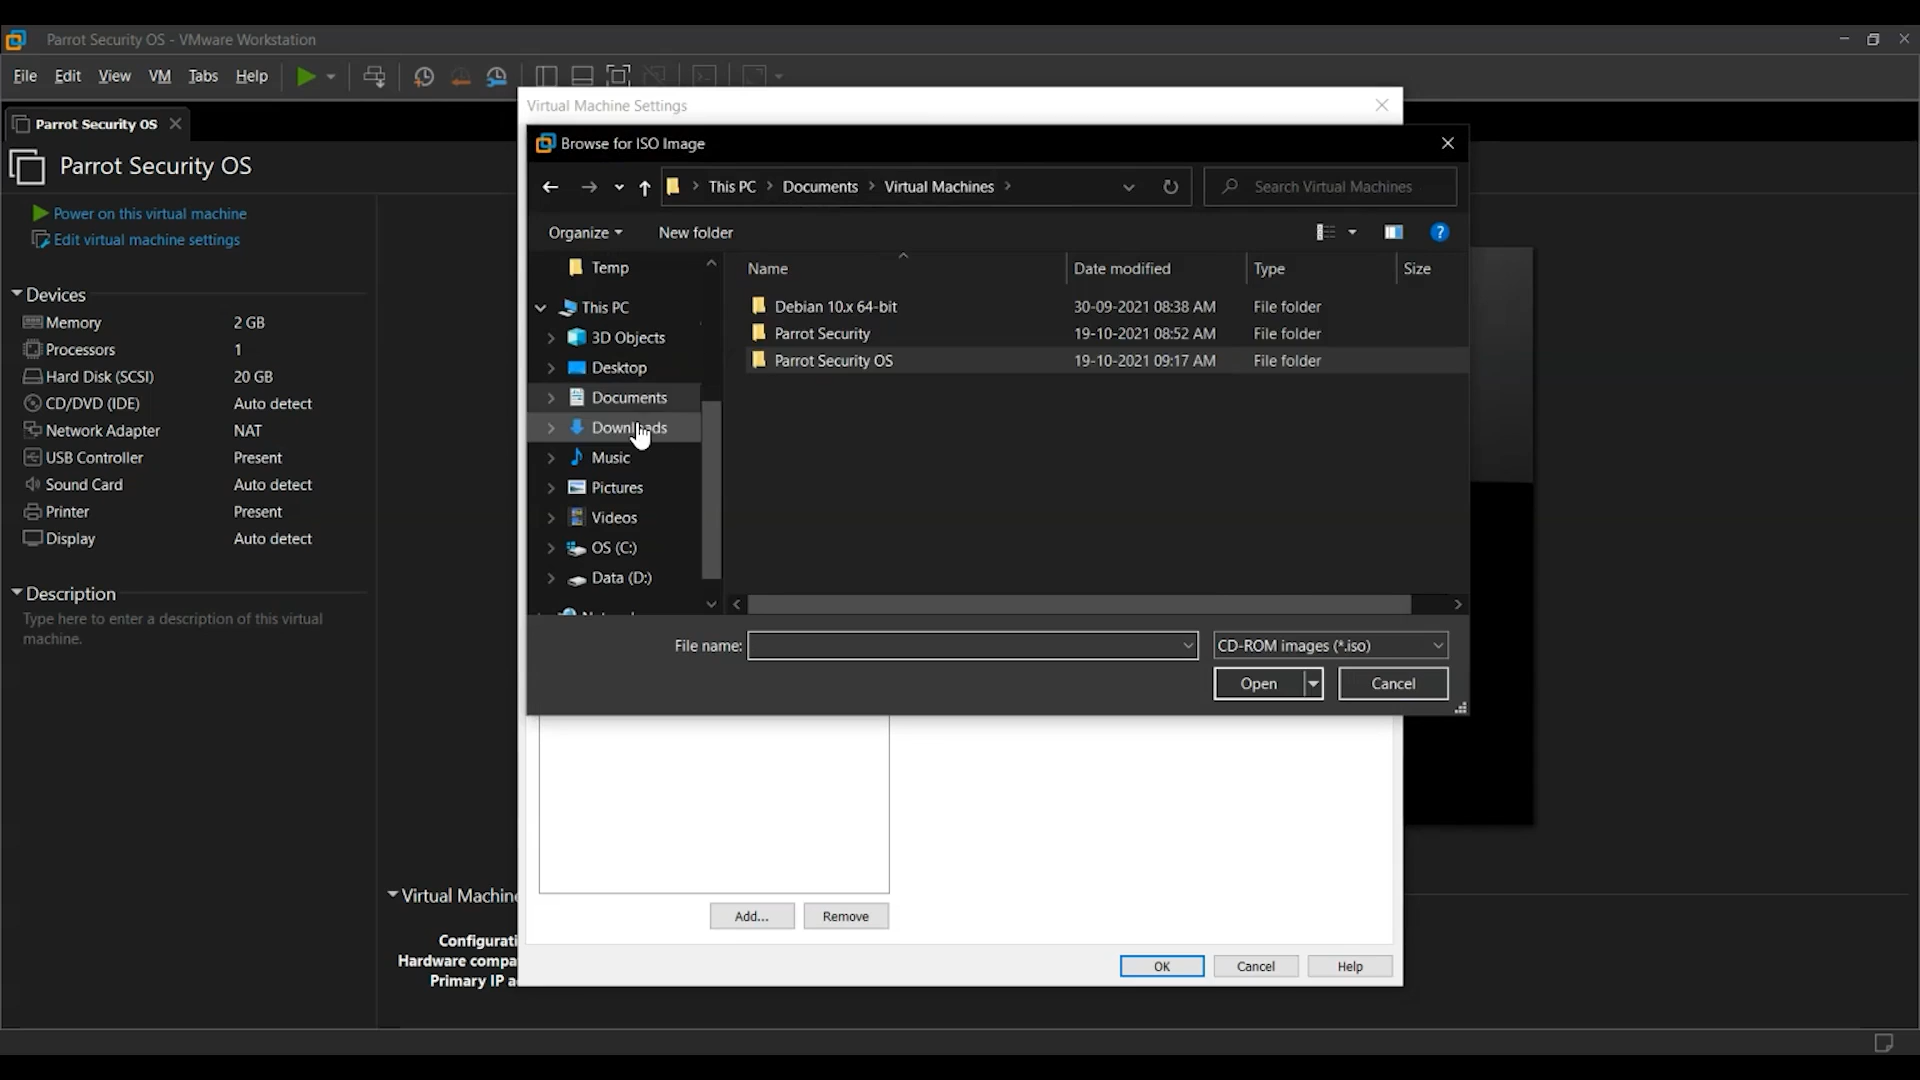 Parrot Security OS - VMware Workstation
File Edit View VM Tabs Help
Virtual Machine Settings
Parrot Security OS
Browse for ISO Image
Parrot Security OS
This PC Documents Virtual Machines
Search Virtual Machines
Power on this virtual machine
Edit virtual machine settings
Organize New folder
Temp
This PC
3D Objects
Desktop
Documents
Downloads
Music
Pictures
Videos
OS (C:)
Data (D:)
Name Date modified Type Size
Debian 10.x 64-bit 30-09-2021 08:38 AM File folder
Parrot Security 19-10-2021 08:52 AM File folder
Parrot Security OS 19-10-2021 09:17 AM File folder
File name: CD-ROM images (*.iso)
Open Cancel
Devices
Memory 2 GB
Processors 1
Hard Disk (SCSI) 20 GB
CD/DVD (IDE) Auto detect
Network Adapter NAT
USB Controller Present
Sound Card Auto detect
Printer Present
Display Auto detect
Description
Type here to enter a description of this virtual
machine.
Virtual Machin
Configurati
Hardware compa
Primary IP a
Add... Remove
OK Cancel Help